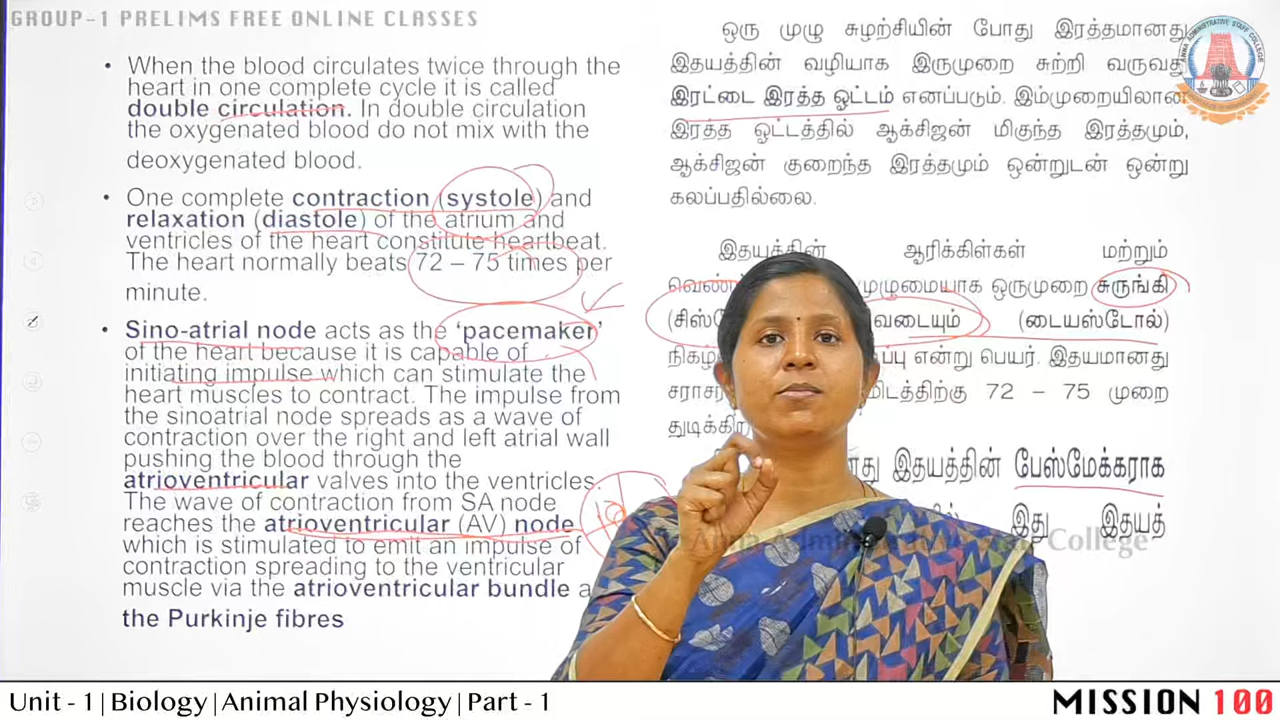 GROUP-1 PRELIMS FREE ONLINE CLASSES
• When the blood circulates twice through the
heart in one complete cycle it is called
double circulation. In double circulation
the oxygenated blood do not mix with the
deoxygenated blood.
• One complete contraction (systole) and
relaxation (diastole) of the atrium and
ventricles of the heart constitute heartbeat.
The heart normally beats 72 – 75 times per
minute.
• Sino-atrial node acts as the ‘pacemaker’
of the heart because it is capable of
initiating impulse which can stimulate the
heart muscles to contract. The impulse from
the sinoatrial node spreads as a wave of
contraction over the right and left atrial wall
pushing the blood through the
atrioventricular valves into the ventricles.
The wave of contraction from SA node
reaches the atrioventricular (AV) node
which is stimulated to emit an impulse of
contraction spreading to the ventricular
muscle via the atrioventricular bundle
the Purkinje fibres
ஒரு முழு சுழற்சியின் போது இரத்தமானது
இதயத்தின் வழியாக இருமுறை சுற்றி வருவது
இரட்டை இரத்த ஓட்டம் எனப்படும். இம்முறையிலான
இரத்த ஓட்டத்தில் ஆக்சிஜன் மிகுந்த இரத்தமும்,
ஆக்சிஜன் குறைந்த இரத்தமும் ஒன்றுடன் ஒன்று
கலப்பதில்லை.
இதயத்தின் ஆரிக்கிள்கள் மற்றும்
முழுமையாக ஒருமுறை சுருங்கி
(டையஸ்டோல்)
என்று பெயர். இதயமானது
72 – 75 முறை
இதயத்தின் பேஸ்மேக்கராக
இது இதயத்
Anna Administrative Staff College
ANNA ADMINISTRATIVE STAFF COLLEGE
Unit - 1 | Biology | Animal Physiology | Part - 1
MISSION 100